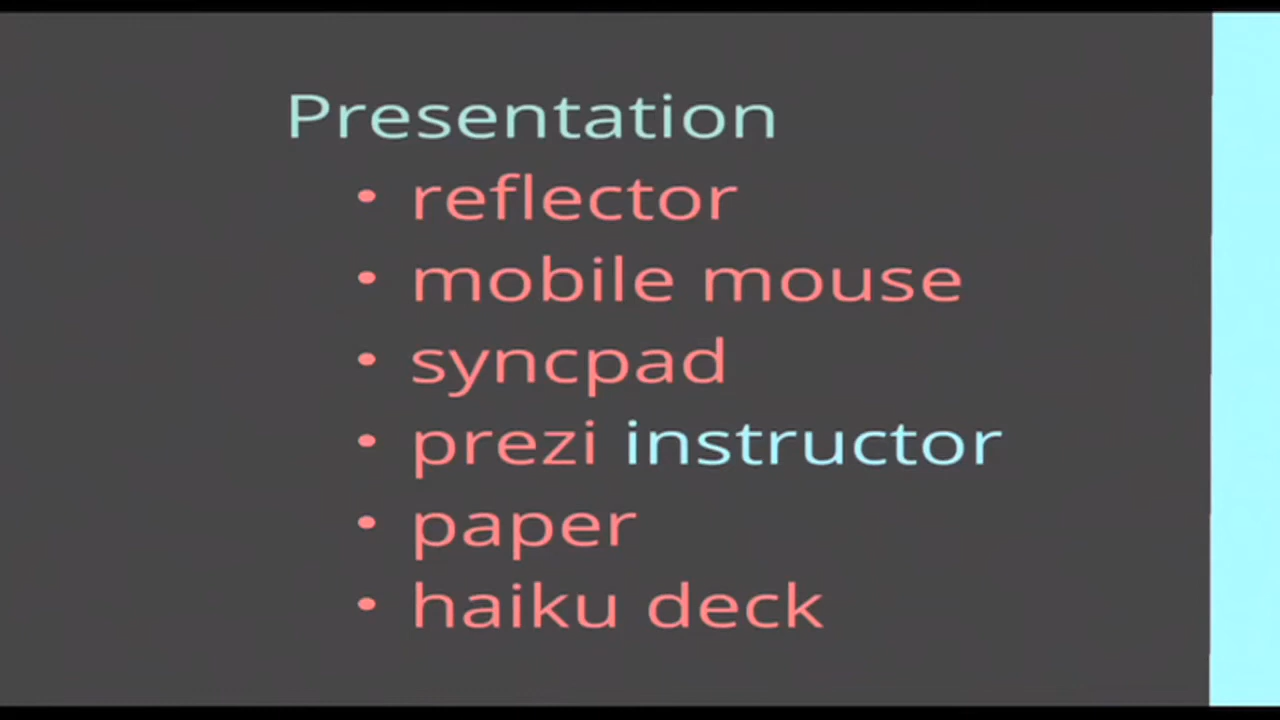 Presentation
• reflector
• mobile mouse
• syncpad
• prezi instructor
• paper
• haiku deck